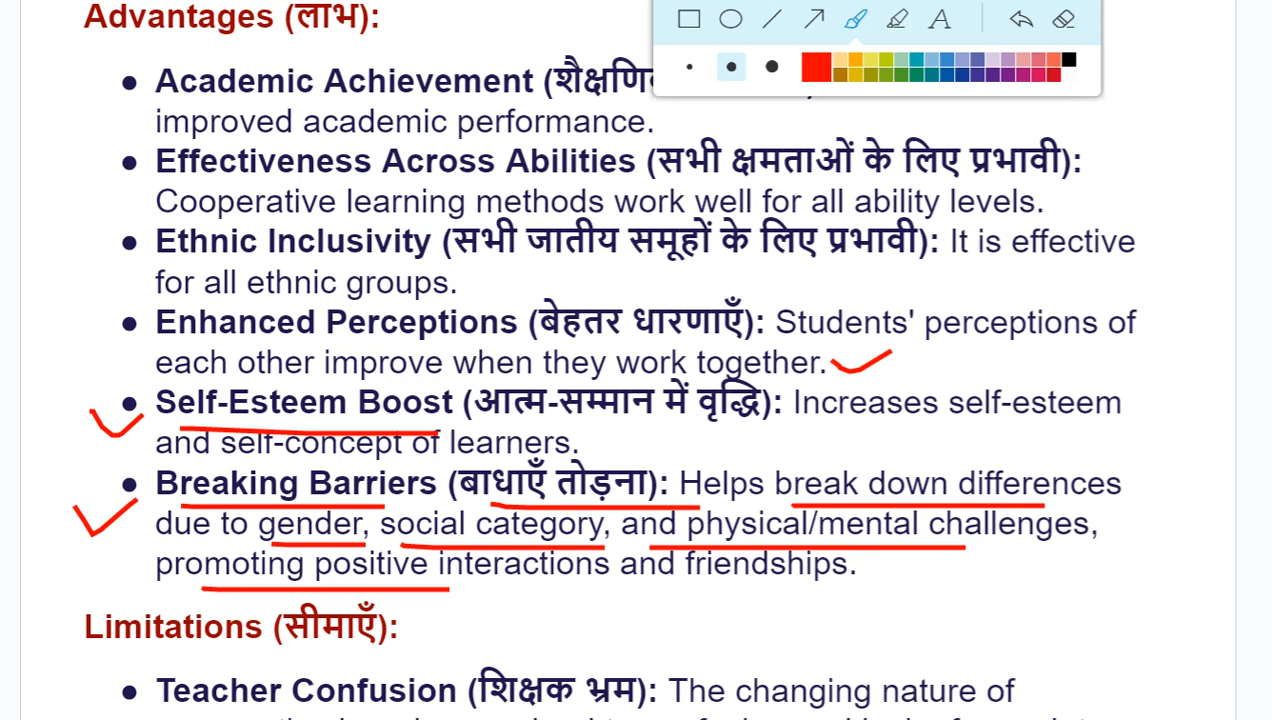 Advantages (लाभ):
● Academic Achievement (
improved academic performance.
● Effectiveness Across Abilities (सभी क्षमताओं के लिए प्रभावी):
Cooperative learning methods work well for all ability levels.
● Ethnic Inclusivity (सभी जातीय समूहों के लिए प्रभावी): It is effective
for all ethnic groups.
● Enhanced Perceptions (बेहतर धारणाएँ): Students' perceptions of
each other improve when they work together.
● Self-Esteem Boost (आत्म-सम्मान में वृद्धि): Increases self-esteem
and self-concept of learners.
● Breaking Barriers (बाधाएँ तोड़ना): Helps break down differences
due to gender, social category, and physical/mental challenges,
promoting positive interactions and friendships.
Limitations (सीमाएँ):
● Teacher Confusion (शिक्षक भ्रम): The changing nature of